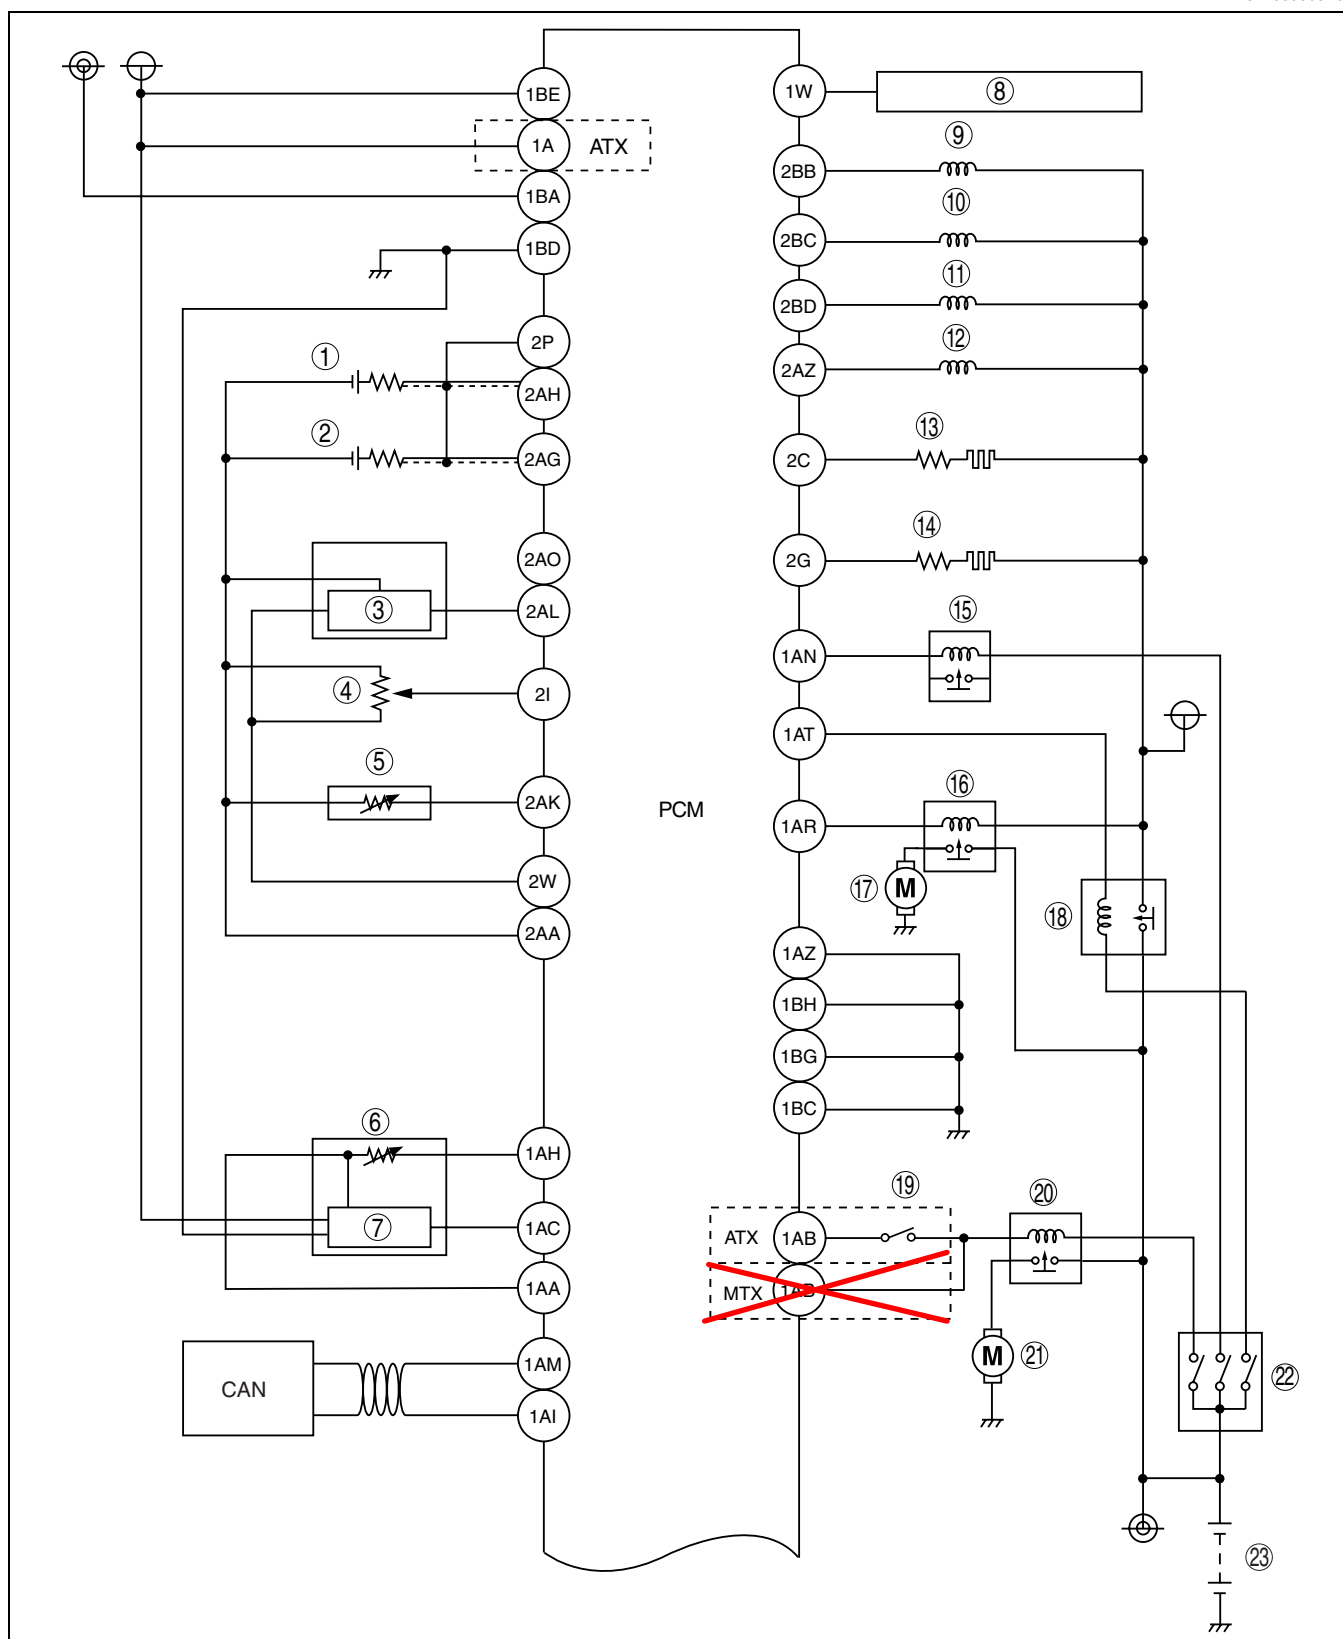 1BE
1W
⑧
1A
ATX
⑨
2BB
1BA
⑩
1BD
2BC
⑪
2BD
2P
①
⑫
2AZ
2AH
②
⑬
2AG
2C
⑭
2AO
2G
③
2AL
⑮
1AN
④
2I
1AT
⑤
⑯
2AK
PCM
1AR
2W
⑰
M
⑱
2AA
1AZ
1BH
1BG
1BC
⑥
1AH
⑲
⑳
⑦
1AC
ATX
1AB
1AA
MTX
1AB
M
㉑
1AM
CAN
㉒
1AI
㉓